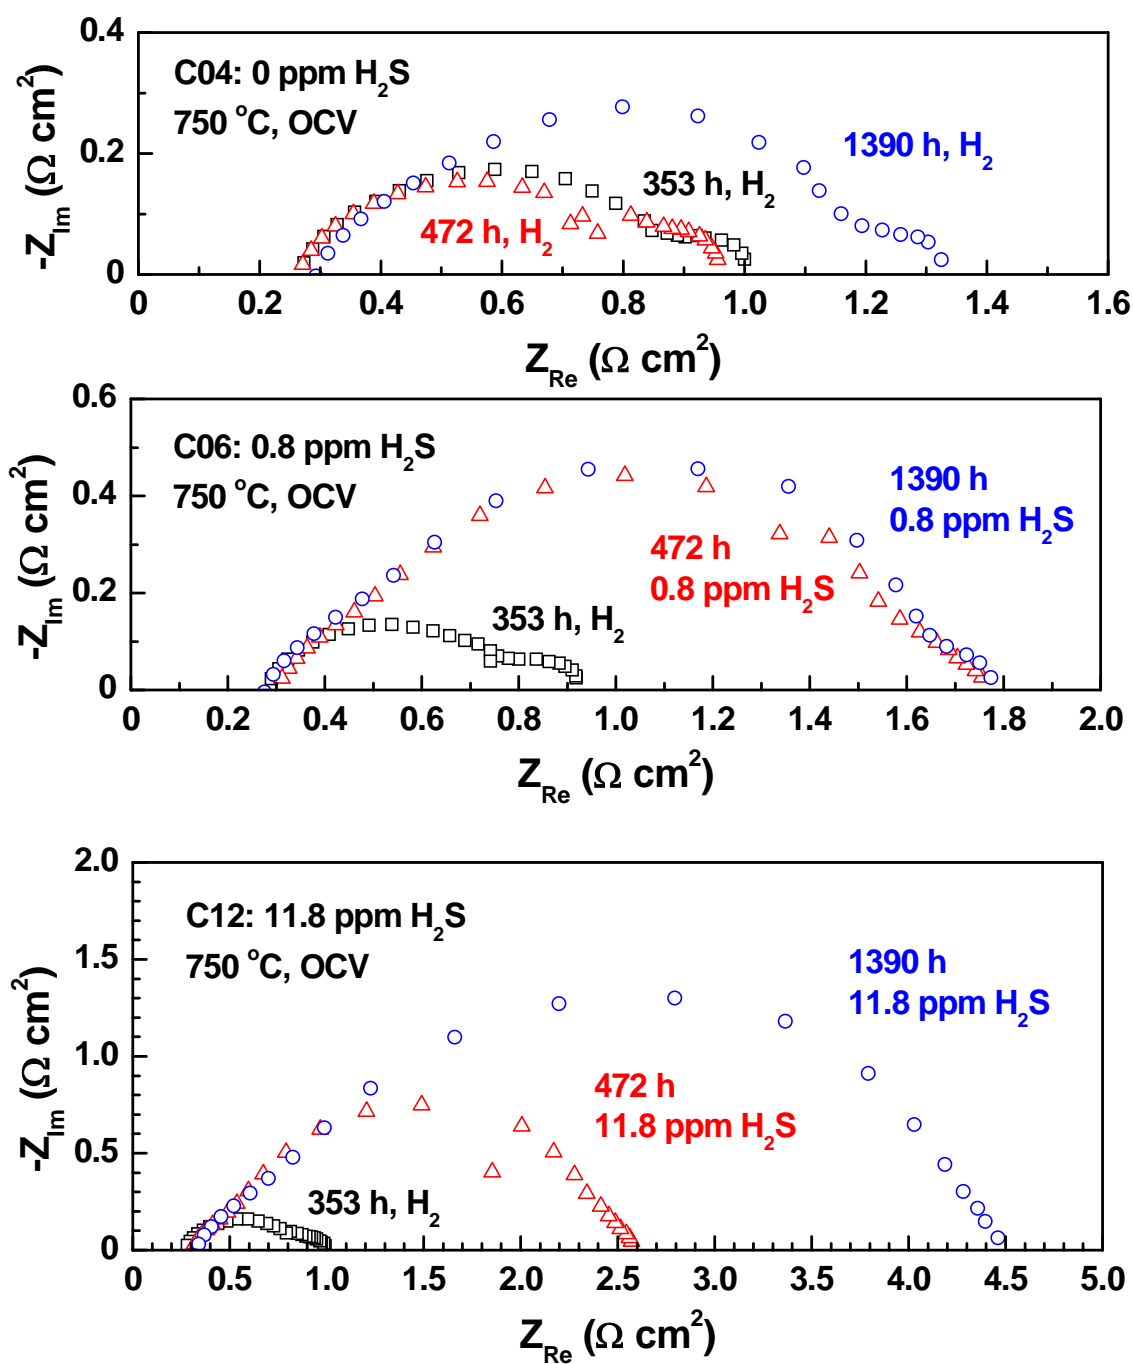 0.4
C04: 0 ppm H₂S
750 °C, OCV
0.2
1390 h, H₂
353 h, H₂
472 h, H₂
0
0 0.2 0.4 0.6 0.8 1.0 1.2 1.4 1.6
-Z_Im (Ω cm²)
Z_Re (Ω cm²)
0.6
C06: 0.8 ppm H₂S
750 °C, OCV
0.4
1390 h
0.8 ppm H₂S
472 h
0.8 ppm H₂S
0.2
353 h, H₂
0
0 0.2 0.4 0.6 0.8 1.0 1.2 1.4 1.6 1.8 2.0
-Z_Im (Ω cm²)
Z_Re (Ω cm²)
2.0
C12: 11.8 ppm H₂S
750 °C, OCV
1.5
1390 h
11.8 ppm H₂S
1.0
472 h
11.8 ppm H₂S
0.5
353 h, H₂
0
0 0.5 1.0 1.5 2.0 2.5 3.0 3.5 4.0 4.5 5.0
-Z_Im (Ω cm²)
Z_Re (Ω cm²)